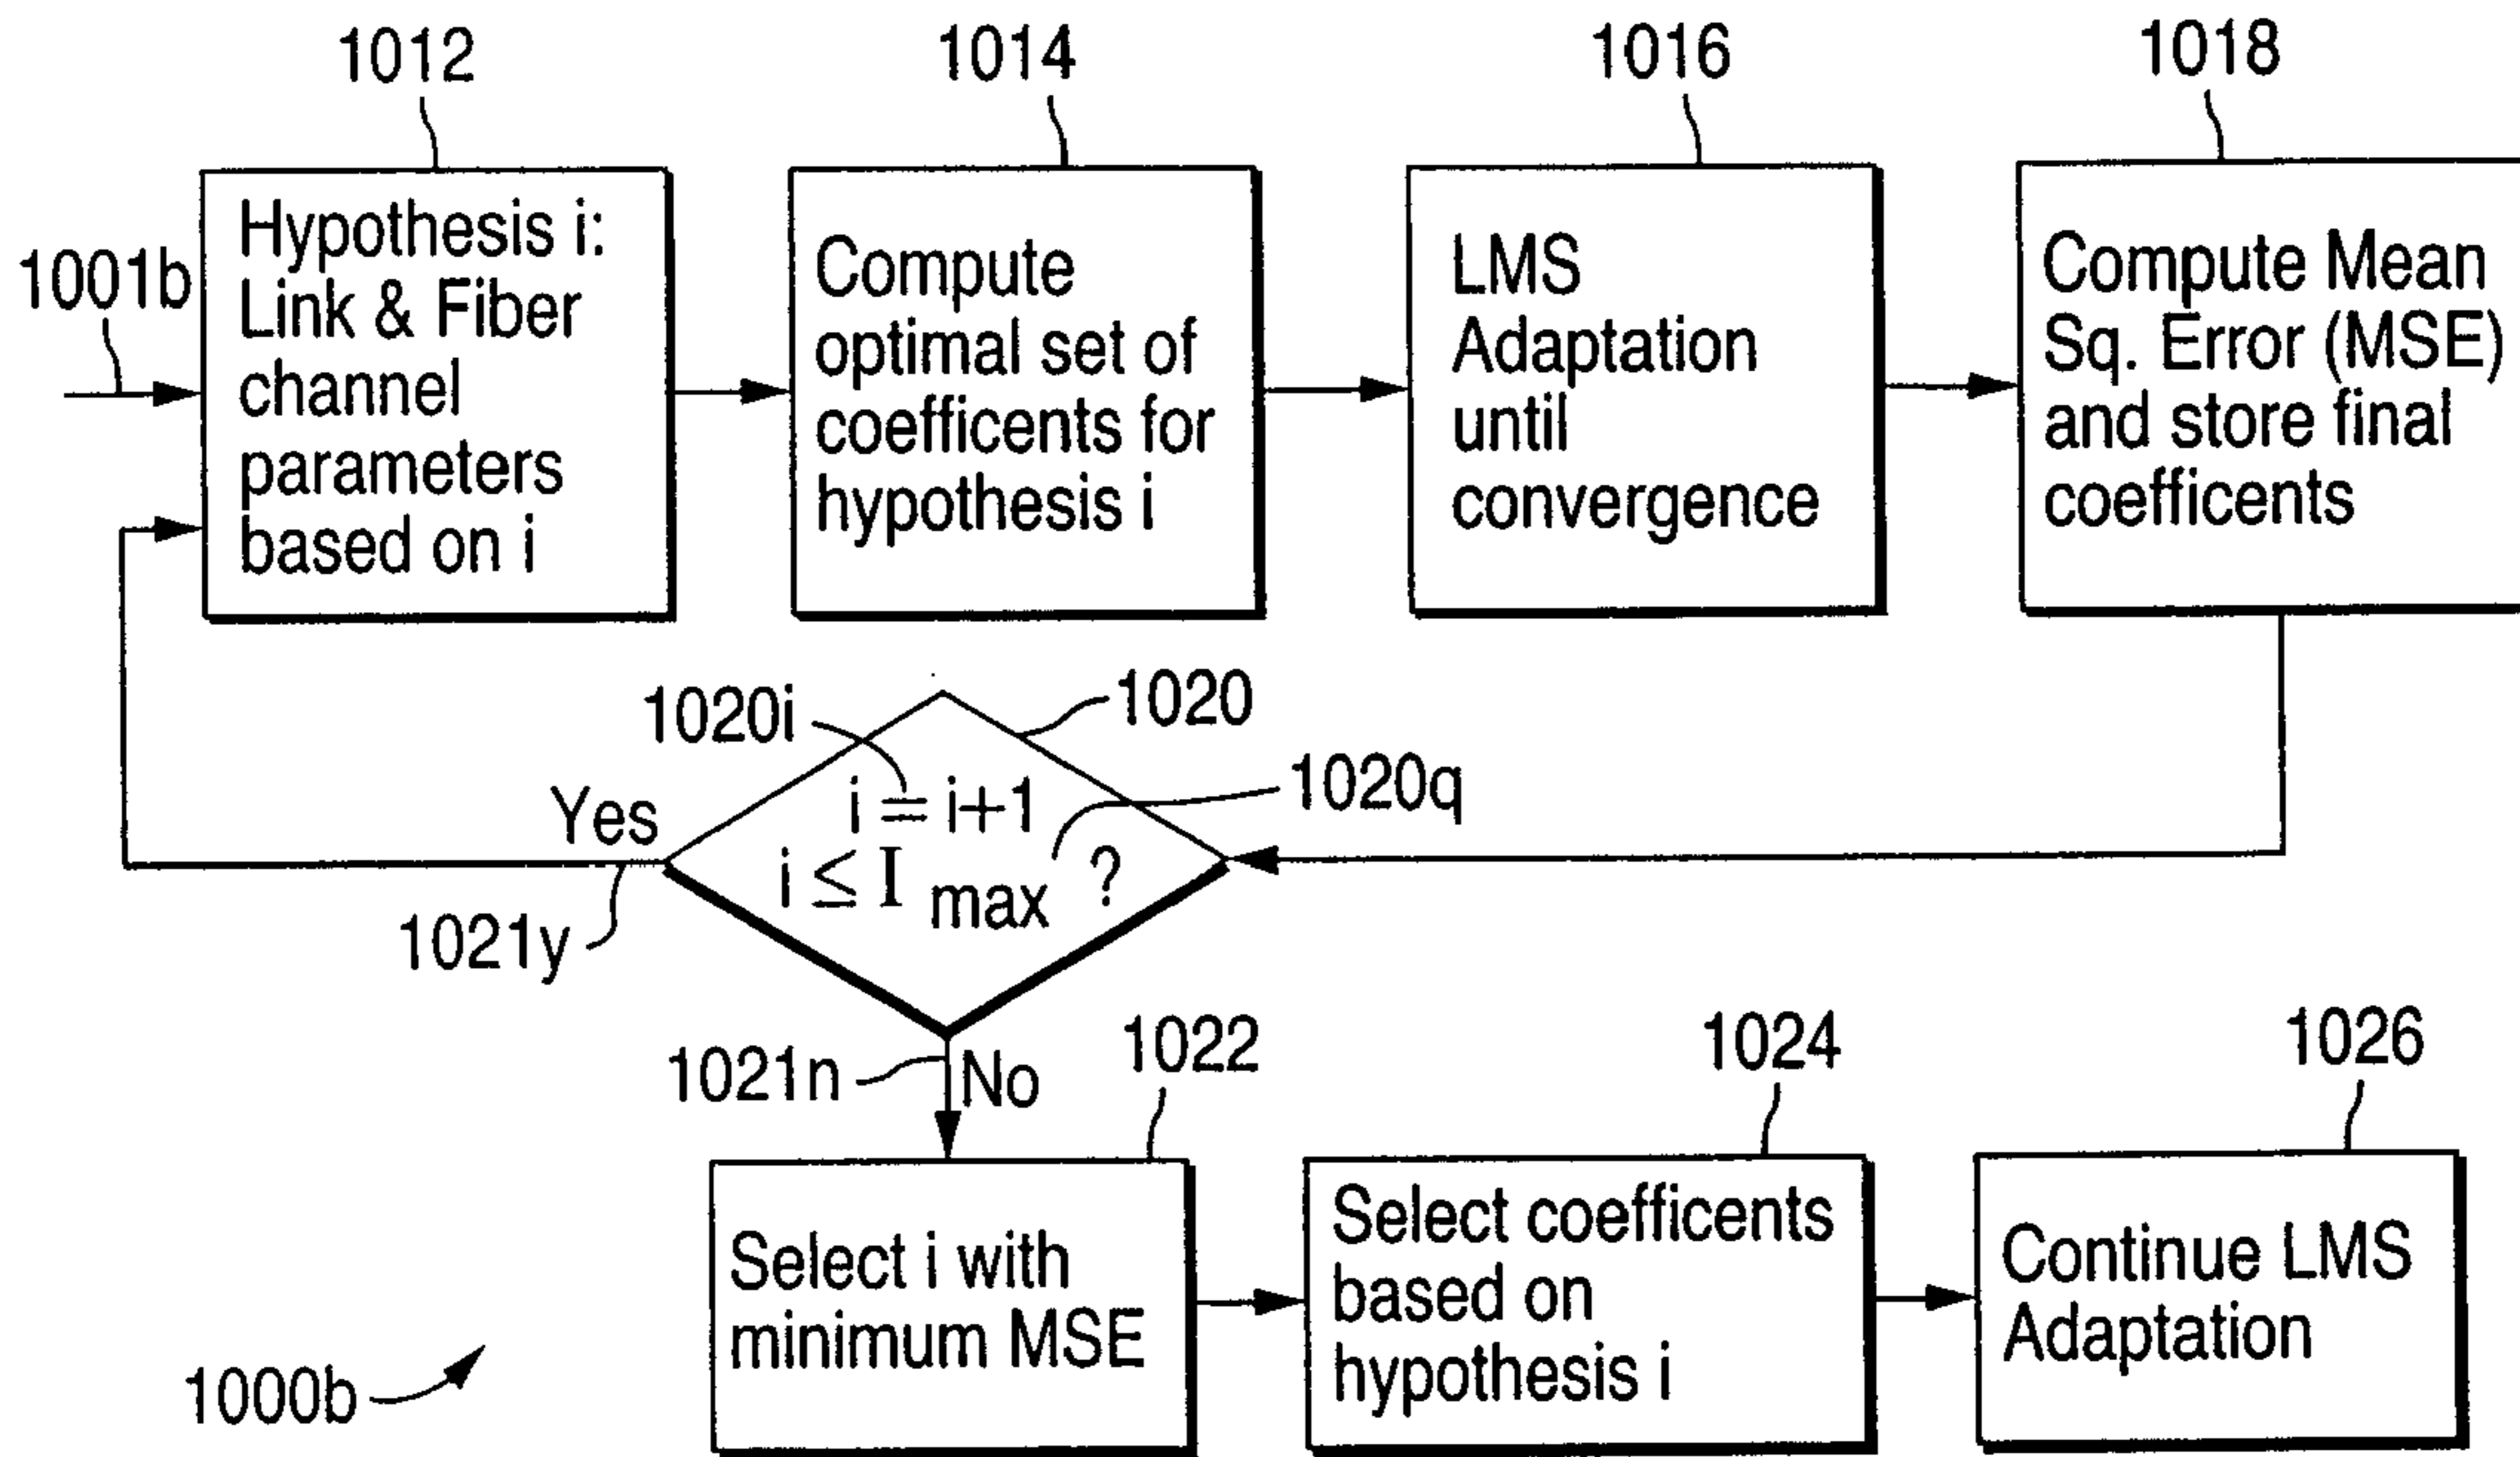 1012
1014
1016
1018
1001b
Hypothesis i:
Link & Fiber
channel
parameters
based on i
Compute
optimal set of
coefficents for
hypothesis i
LMS
Adaptation
until
convergence
Compute Mean
Sq. Error (MSE)
and store final
coefficents
1020i
1020
1020q
Yes
i = i+1
i ≤ I max ?
1021y
1021n
No
1022
1024
1026
Select i with
minimum MSE
Select coefficents
based on
hypothesis i
Continue LMS
Adaptation
1000b